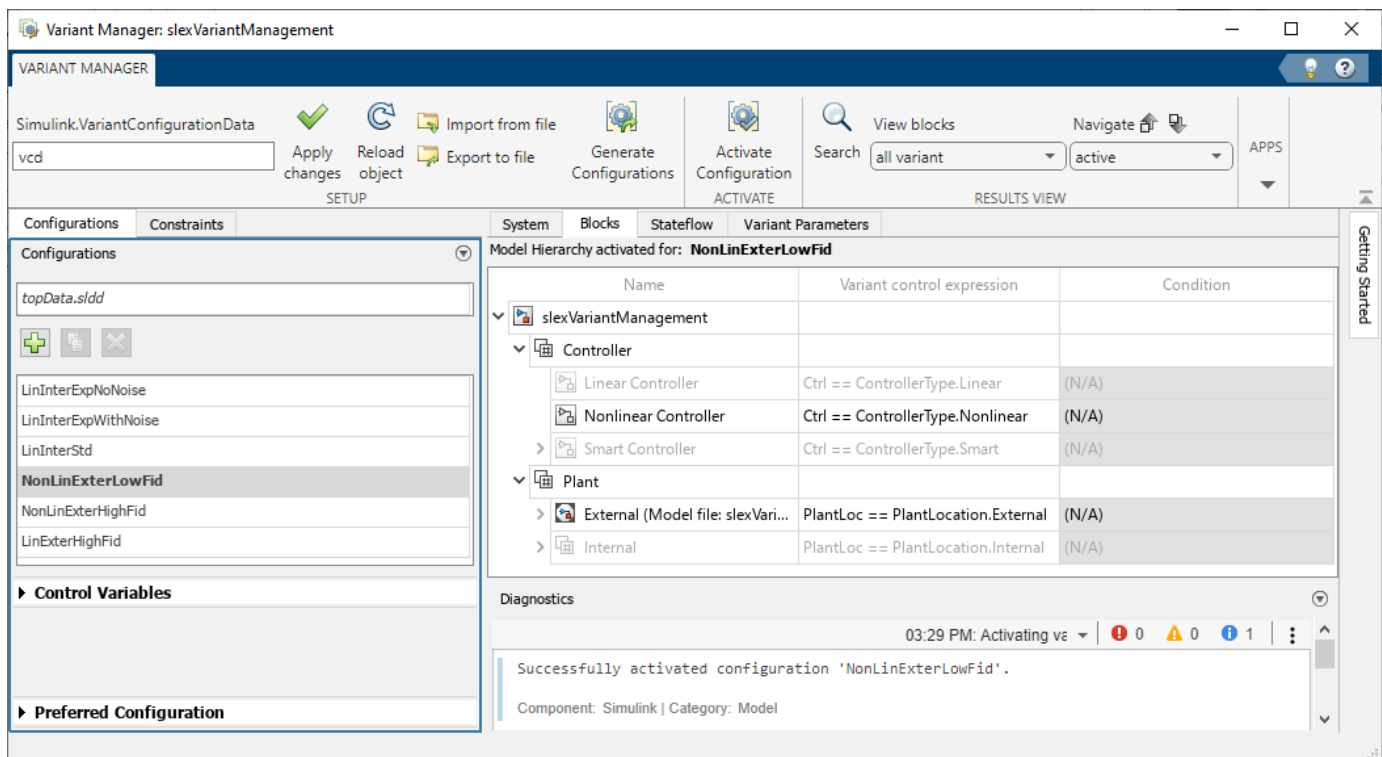 Variant Manager: slexVariantManagement
VARIANT MANAGER
Simulink.VariantConfigurationData
vcd
Apply changes
Reload object
Import from file
Export to file
Generate Configurations
SETUP
Activate Configuration
ACTIVATE
Search
View blocks
all variant
Navigate
active
RESULTS VIEW
APPS
Configurations
Constraints
Configurations
topData.sldd
LinInterExpNoNoise
LinInterExpWithNoise
LinInterStd
NonLinExterLowFid
NonLinExterHighFid
LinExterHighFid
Control Variables
Preferred Configuration
System
Blocks
Stateflow
Variant Parameters
Model Hierarchy activated for: NonLinExterLowFid
Name Variant control expression Condition
slexVariantManagement
Controller
Linear Controller Ctrl == ControllerType.Linear (N/A)
Nonlinear Controller Ctrl == ControllerType.Nonlinear (N/A)
Smart Controller Ctrl == ControllerType.Smart (N/A)
Plant
External (Model file: slexVari... PlantLoc == PlantLocation.External (N/A)
Internal PlantLoc == PlantLocation.Internal (N/A)
Diagnostics
03:29 PM: Activating va 0 0 1
Successfully activated configuration 'NonLinExterLowFid'.
Component: Simulink | Category: Model
Getting Started